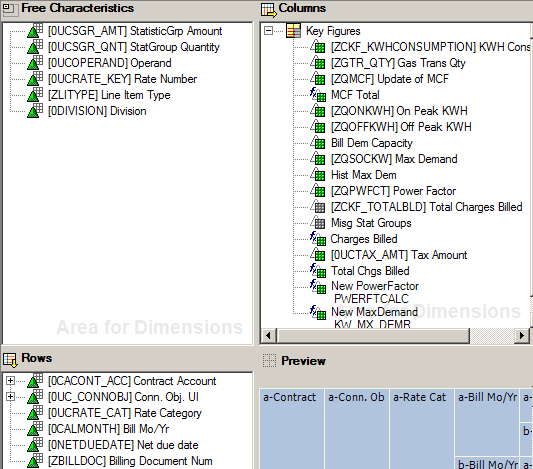 Free Characteristics
[0UCSGR_AMT] StatisticGrp Amount
[0UCSGR_QNT] StatGroup Quantity
[0UCOPERAND] Operand
[0UCRATE_KEY] Rate Number
[ZLITYPE] Line Item Type
[0DIVISION] Division
Area for Dimensions
Columns
Key Figures
[ZCKF_KWHCONSUMPTION] KWH Cons
[ZGTR_QTY] Gas Trans Qty
[ZQMCF] Update of MCF
MCF Total
[ZQONKWH] On Peak KWH
[ZQOFFKWH] Off Peak KWH
Bill Dem Capacity
[ZQSOCKW] Max Demand
Hist Max Dem
[ZQPWFCT] Power Factor
[ZCKF_TOTALBLD] Total Charges Billed
Misg Stat Groups
Charges Billed
[0UCTAX_AMT] Tax Amount
Total Chgs Billed
New PowerFactor
PWERFTCALC
New MaxDemand
KW_MX_DEMR
Dimensions
Rows
[0CACONT_ACC] Contract Account
[0UC_CONNOBJ] Conn. Obj. UI
[0UCRATE_CAT] Rate Category
[0CALMONTH] Bill Mo/Yr
[0NETDUEDATE] Net due date
[ZBILLDOC] Billing Document Num
Preview
a-Contract a-Conn. Ob a-Rate Cat a-Bill Mo/Yr a-
b-
b-Bill Mo/Yr a-